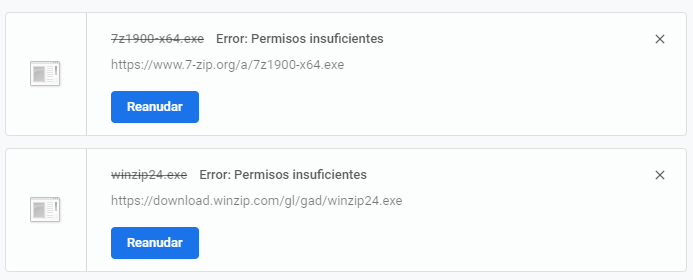 7z1900-x64.exe Error: Permisos insuficientes
https://www.7-zip.org/a/7z1900-x64.exe
Reanudar
winzip24.exe Error: Permisos insuficientes
https://download.winzip.com/gl/gad/winzip24.exe
Reanudar